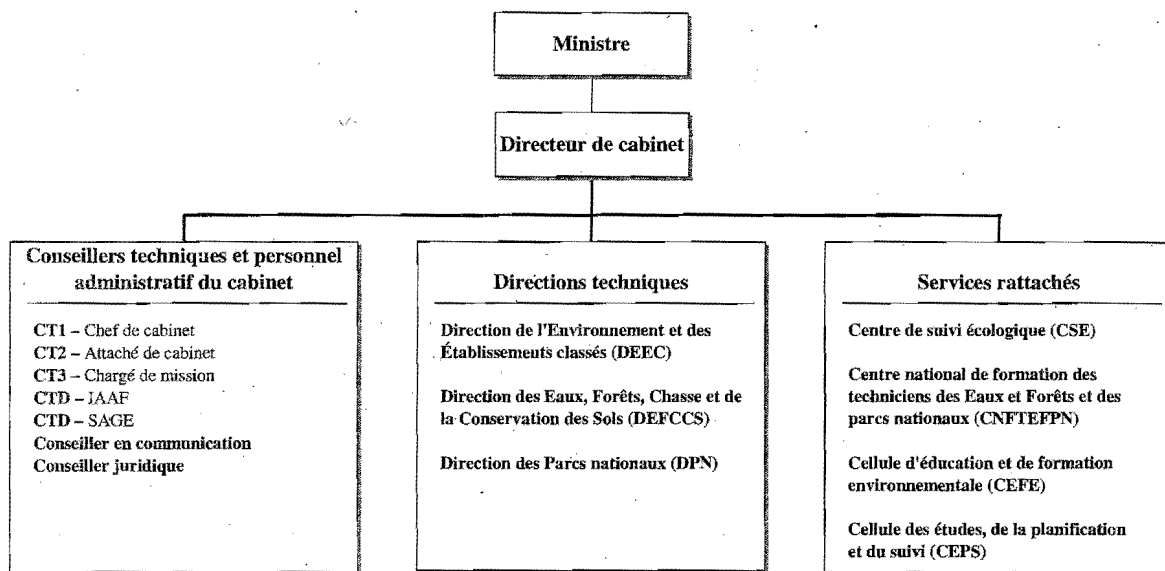 Ministre
Directeur de cabinet
Conseillers techniques et personnel
administratif du cabinet
CT1 – Chef de cabinet
CT2 – Attaché de cabinet
CT3 – Chargé de mission
CTD – IAAF
CTD – SAGE
Conseiller en communication
Conseiller juridique
Directions techniques
Direction de l'Environnement et des
Établissements classés (DEEC)
Direction des Eaux, Forêts, Chasse et de
la Conservation des Sols (DEFCCS)
Direction des Parcs nationaux (DPN)
Services rattachés
Centre de suivi écologique (CSE)
Centre national de formation des
techniciens des Eaux et Forêts et des
parcs nationaux (CNFTEFPN)
Cellule d'éducation et de formation
environnementale (CEFE)
Cellule des études, de la planification
et du suivi (CEPS)